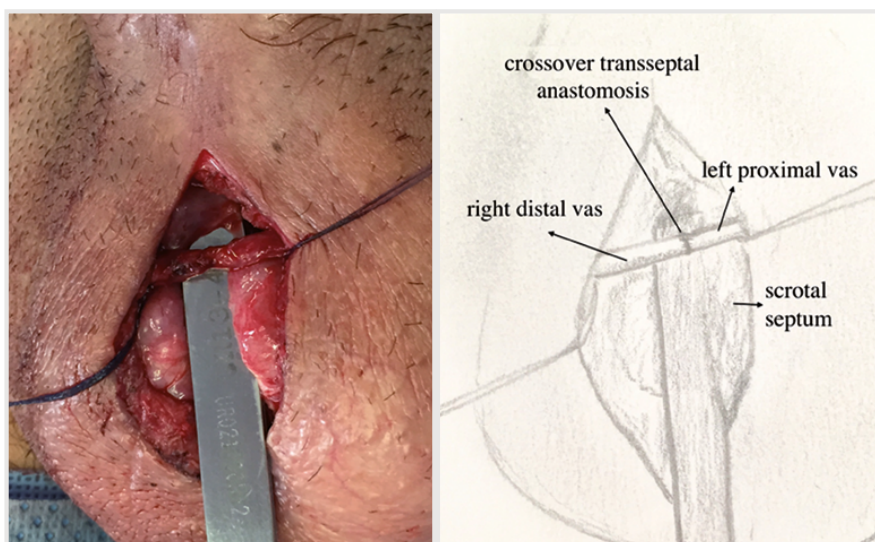 crossover transseptal
anastomosis
left proximal vas
right distal vas
scrotal
septum